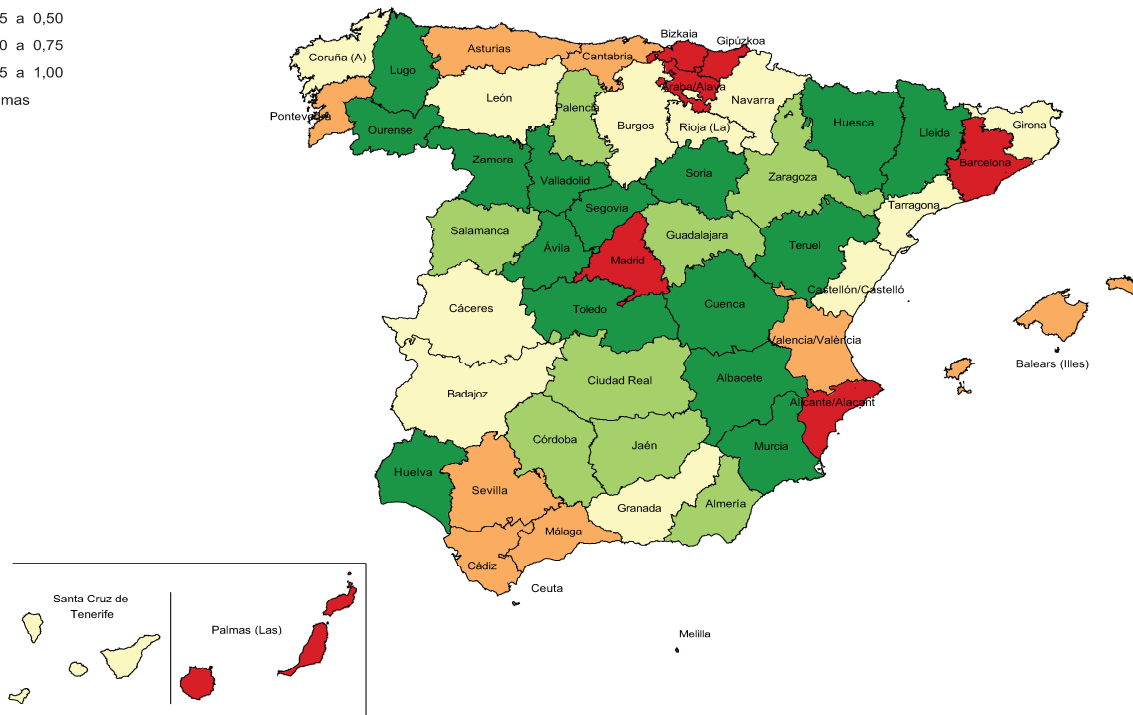 5 a 0,50
0 a 0,75
5 a 1,00
mas
Bizkaia
Gipúzkoa
Asturias
Cantabria
Coruña (A)
Lugo
Araba/Alava
León
Palencia
Navarra
Pontevedra
Ourense
Burgos
Rioja (La)
Huesca
Lleida
Girona
Barcelona
Zamora
Valladolid
Soria
Zaragoza
Segovia
Tarragona
Salamanca
Ávila
Madrid
Guadalajara
Teruel
Castellón/Castelló
Cáceres
Toledo
Cuenca
Valencia/València
Balears (Illes)
Badajoz
Ciudad Real
Albacete
Alicante/Alacant
Córdoba
Jaén
Murcia
Huelva
Sevilla
Granada
Almería
Málaga
Cádiz
Ceuta
Santa Cruz de
Tenerife
Palmas (Las)
Melilla